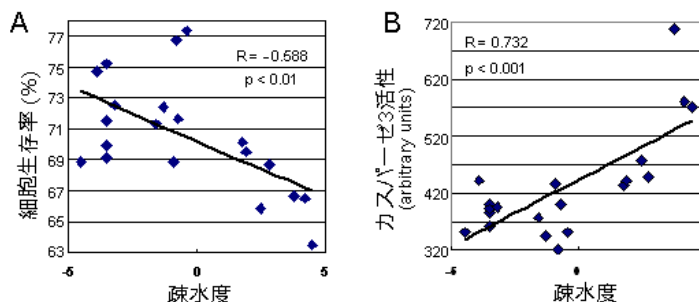 A
77
75
73
71
69
67
65
63
細胞生存率 (%)
R = −0.588
p < 0.01
-5
0
5
疎水度
B
720
620
520
420
320
カスパーゼ3活性
(arbitrary units)
R = 0.732
p < 0.001
-5
0
疎水度